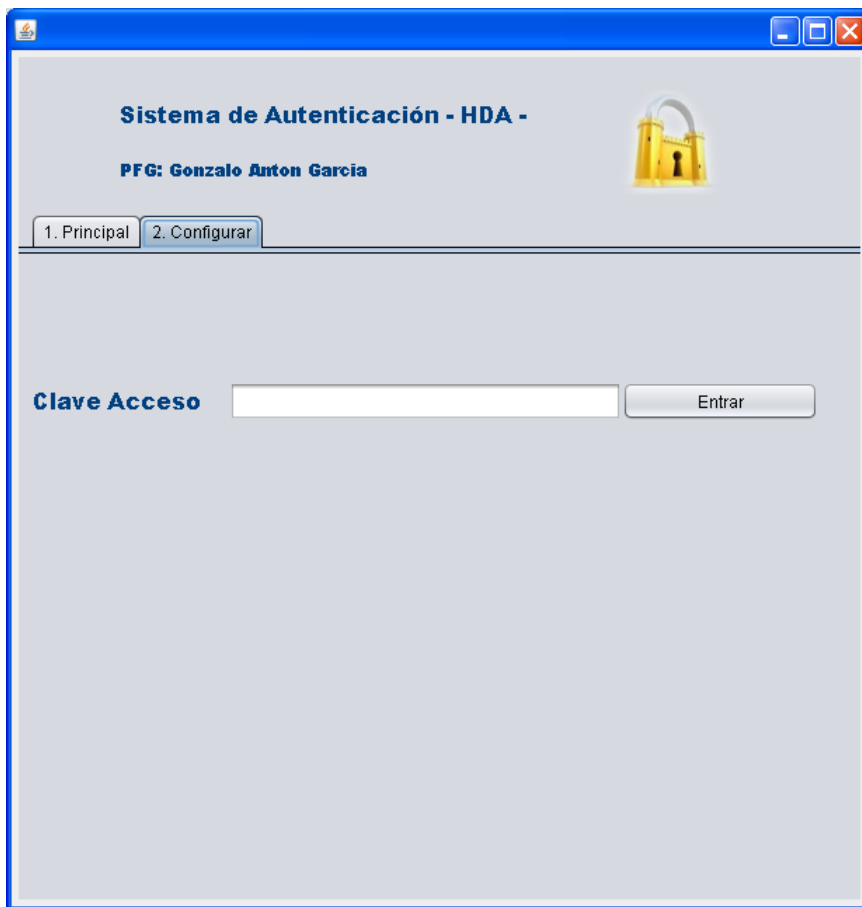 Sistema de Autenticación - HDA -
PFG: Gonzalo Anton Garcia
1. Principal 2. Configurar
Clave Acceso Entrar